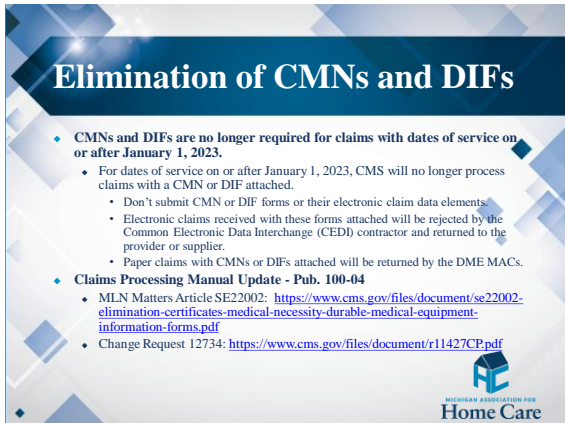 Elimination of CMNs and DIFs
CMNs and DIFs are no longer required for claims with dates of service on
or after January 1, 2023.
For dates of service on or after January 1, 2023, CMS will no longer process
claims with a CMN or DIF attached.
Don't submit CMN or DIF forms or their electronic claim data elements.
Electronic claims received with these forms attached will be rejected by the
Common Electronic Data Interchange (CEDI) contractor and returned to the
provider or supplier.
Paper claims with CMNs or DIFs attached will be returned by the DME MACs.
Claims Processing Manual Update - Pub. 100-04
MLN Matters Article SE22002: https://www.cms.gov/files/document/se22002-
elimination-certificates-medical-necessity-durable-medical-equipment-
information-forms.pdf
Change Request 12734: https://www.cms.gov/files/document/r11427CP.pdf
MICHIGAN ASSOCIATION FOR
Home Care